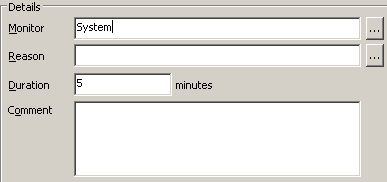 Details
Monitor System ...
Reason ...
Duration 5 minutes
Comment